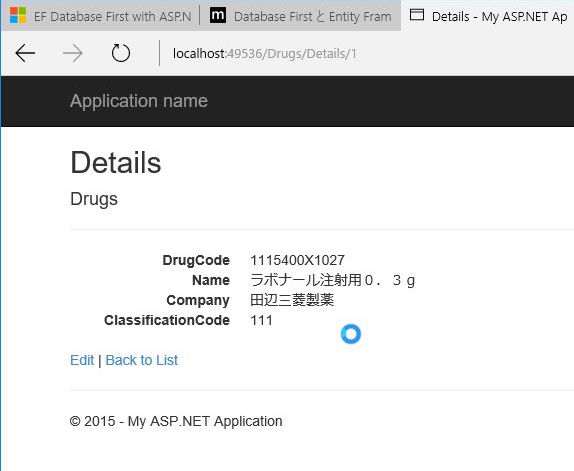 EF Database First with ASP.N
m Database First と Entity Fram
Details - My ASP.NET Ap
localhost:49536/Drugs/Details/1
Application name
Details
Drugs
DrugCode 1115400X1027
Name ラボナール注射用０．３ｇ
Company 田辺三菱製薬
ClassificationCode 111
Edit | Back to List
© 2015 - My ASP.NET Application